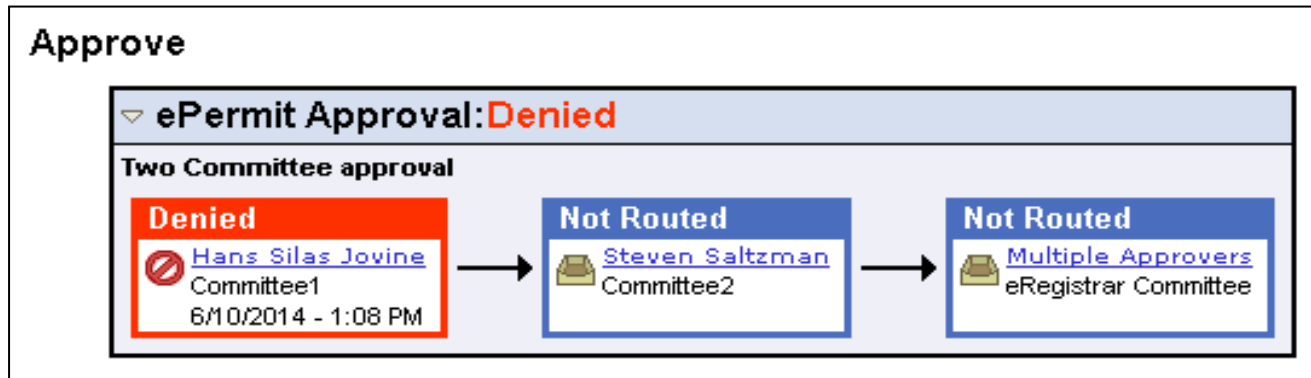 Approve
ePermit Approval:Denied
Two Committee approval
Denied
Hans Silas Jovine
Committee1
6/10/2014 - 1:08 PM
Not Routed
Steven Saltzman
Committee2
Not Routed
Multiple Approvers
eRegistrar Committee